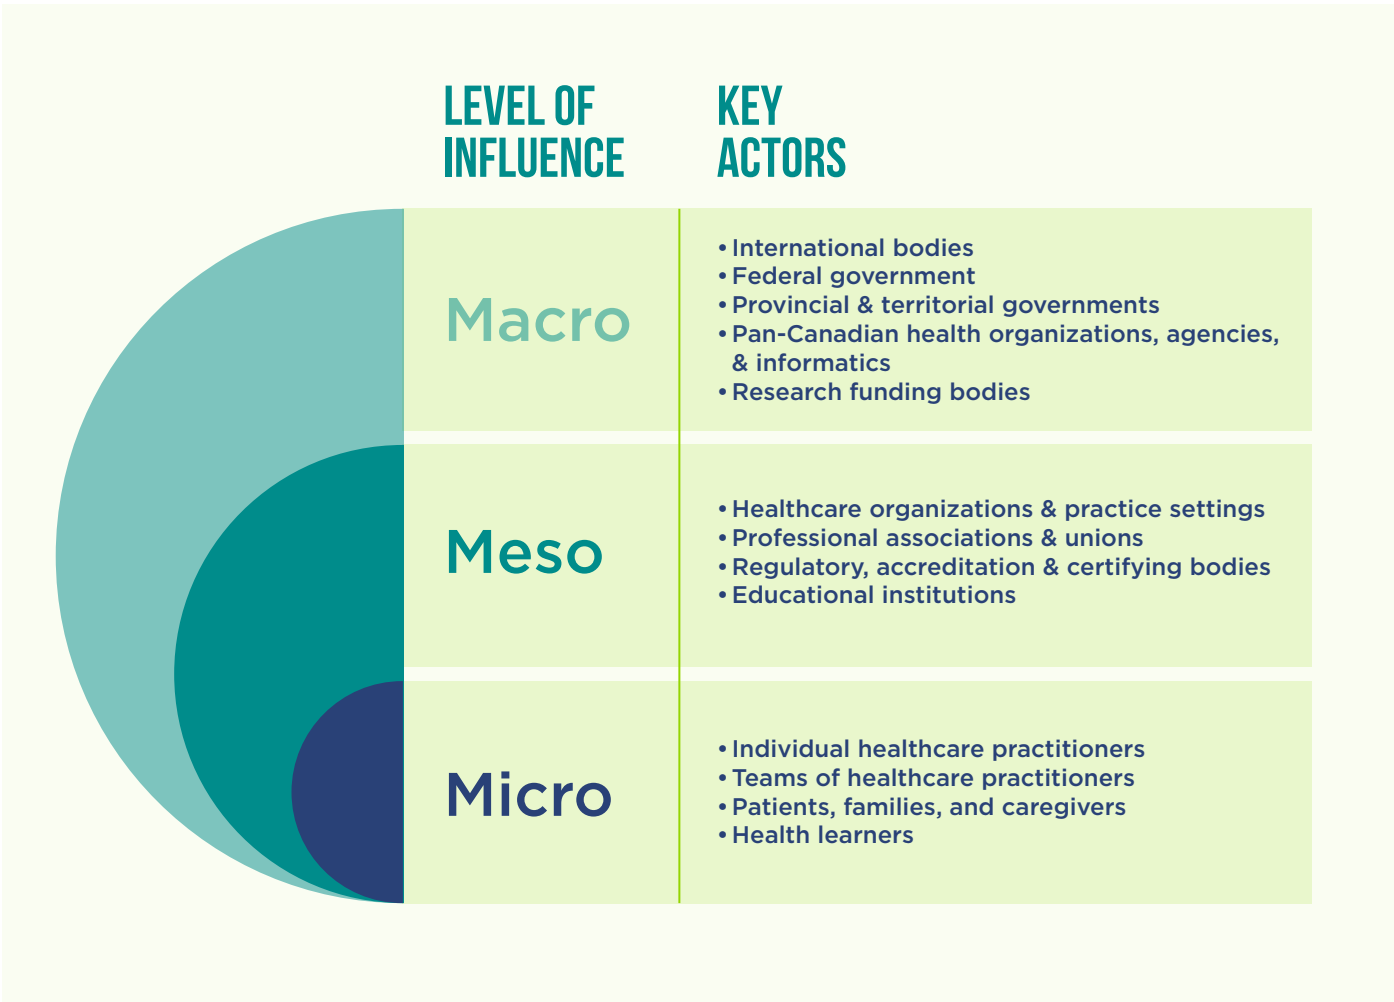 LEVEL OF
INFLUENCE
KEY
ACTORS
Macro
• International bodies
• Federal government
• Provincial & territorial governments
• Pan-Canadian health organizations, agencies,
& informatics
• Research funding bodies
Meso
• Healthcare organizations & practice settings
• Professional associations & unions
• Regulatory, accreditation & certifying bodies
• Educational institutions
Micro
• Individual healthcare practitioners
• Teams of healthcare practitioners
• Patients, families, and caregivers
• Health learners